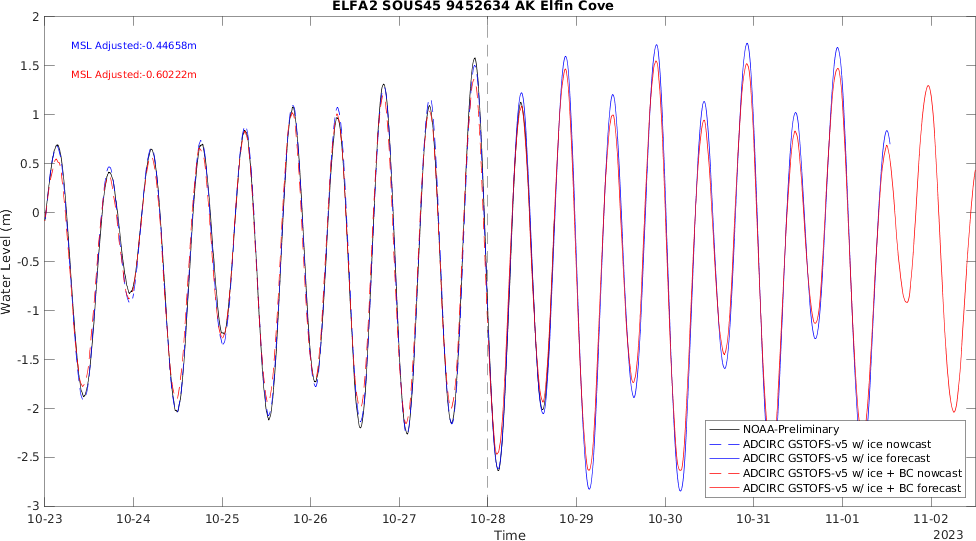 ELFA2 SOUS45 9452634 AK Elfin Cove
MSL Adjusted:-0.44658m
MSL Adjusted:-0.60222m
Water Level (m)
2
1.5
1
0.5
0
-0.5
-1
-1.5
-2
-2.5
-3
NOAA-Preliminary
ADCIRC GSTOFS-v5 w/ ice nowcast
ADCIRC GSTOFS-v5 w/ ice forecast
ADCIRC GSTOFS-v5 w/ ice + BC nowcast
ADCIRC GSTOFS-v5 w/ ice + BC forecast
10-23 10-24 10-25 10-26 10-27 10-28 10-29 10-30 10-31 11-01 11-02
Time
2023